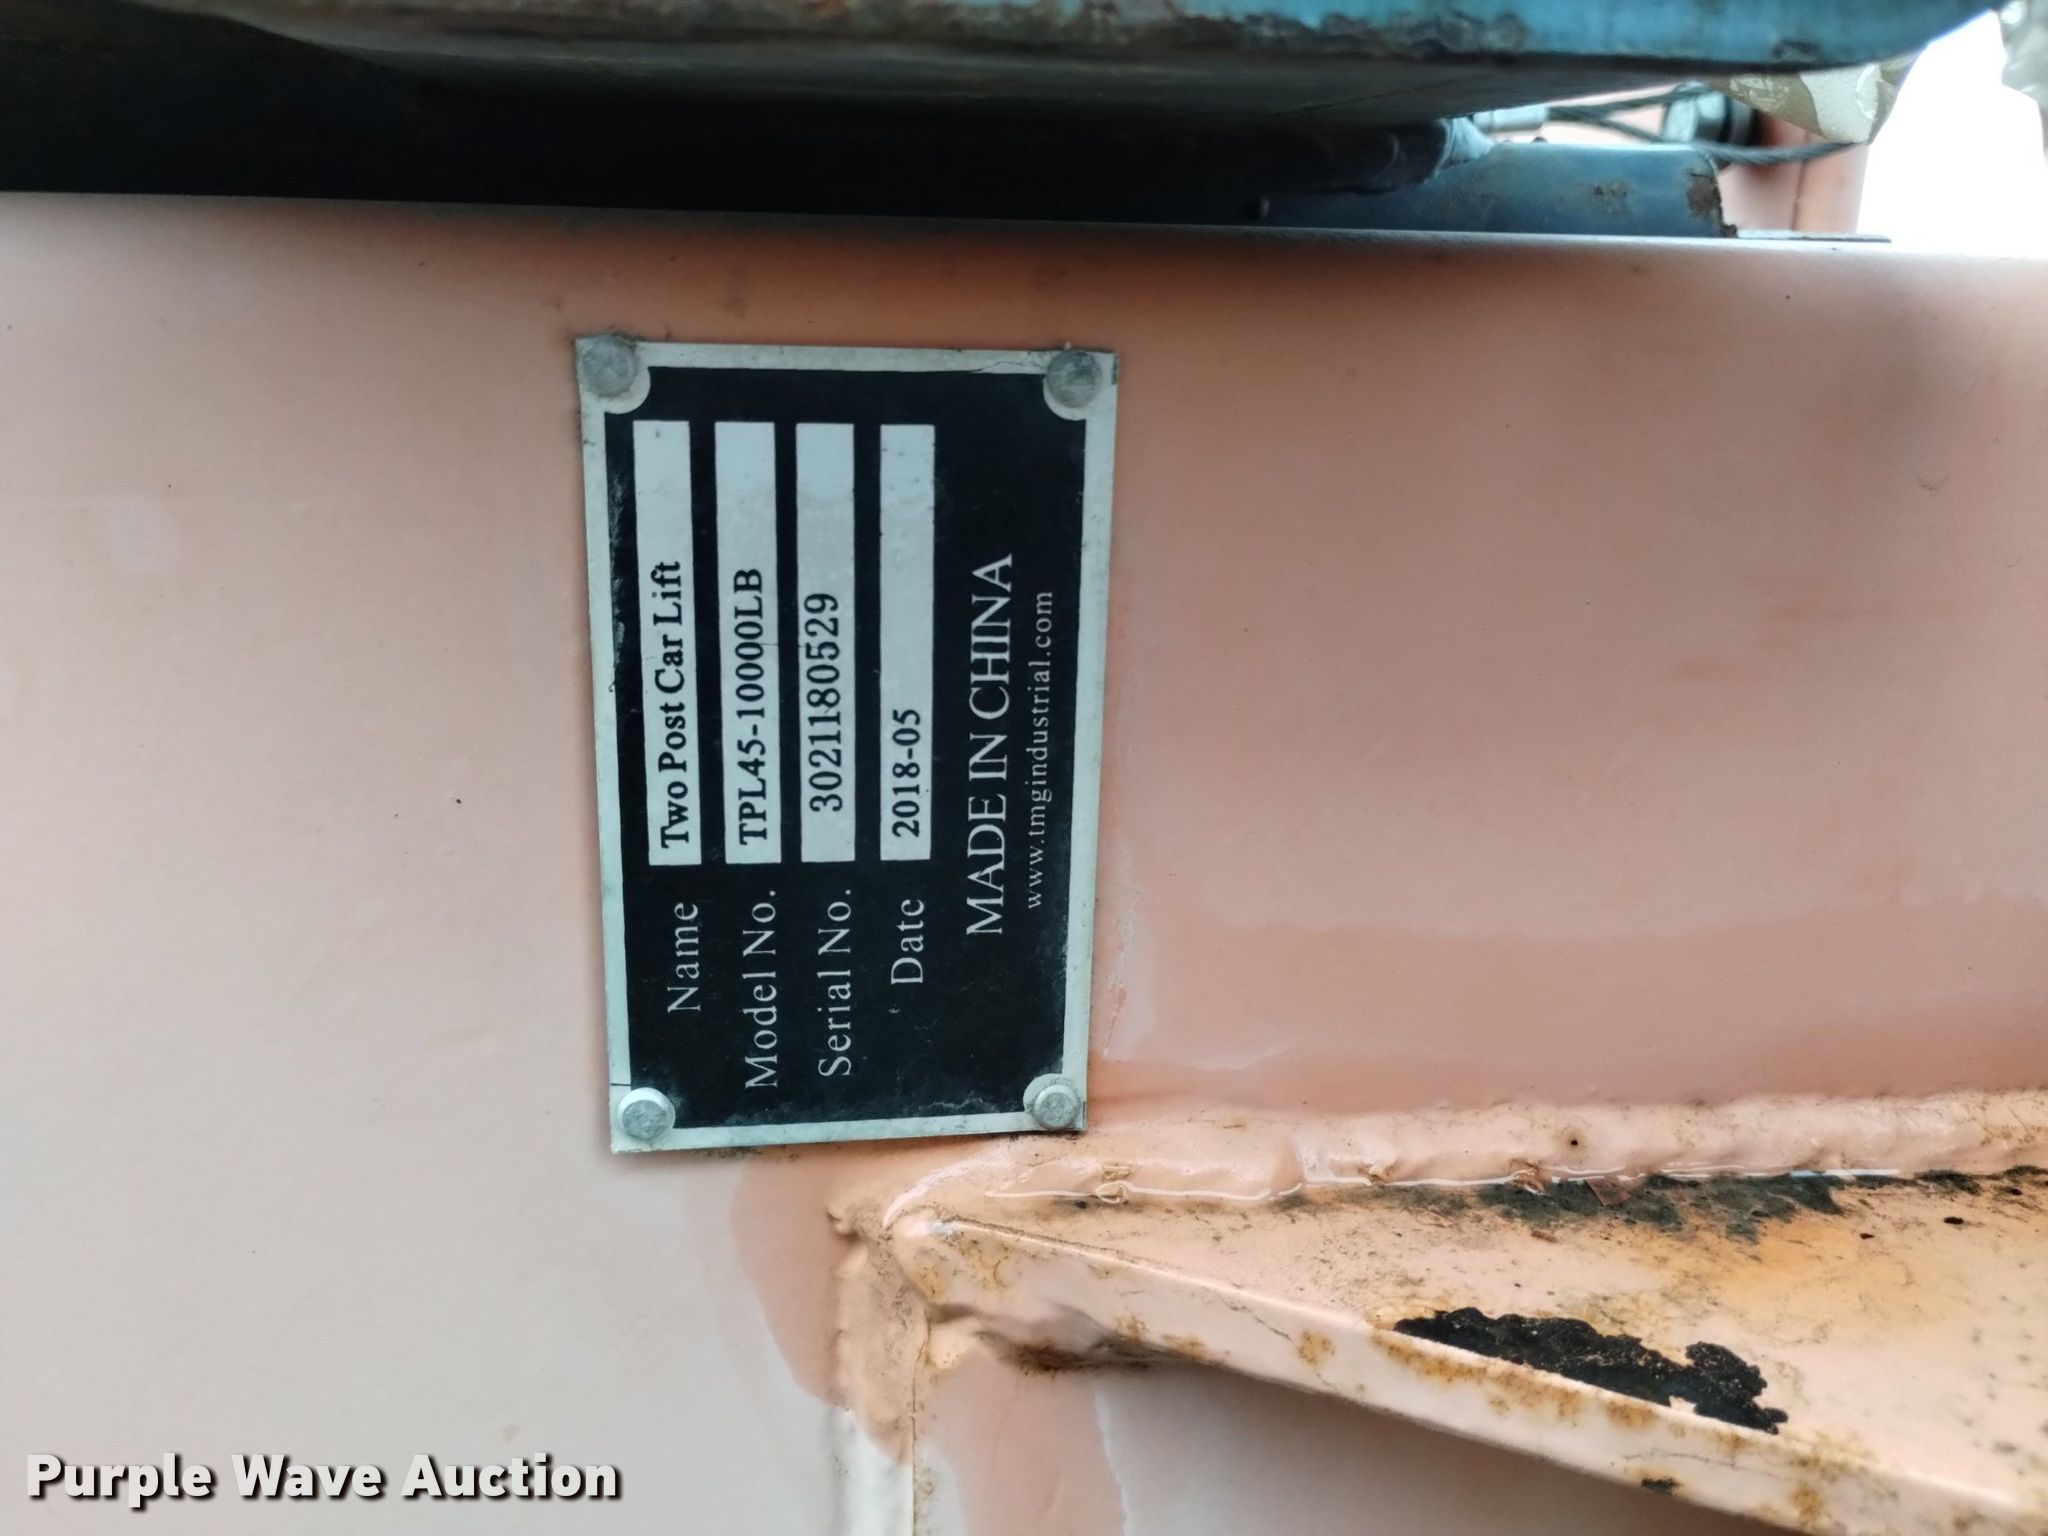 Name Two Post Car Lift
Model No. TPL45-10000LB
Serial No. 3021180529
Date 2018-05
MADE IN CHINA
www.tmgindustrial.com
Purple Wave Auction